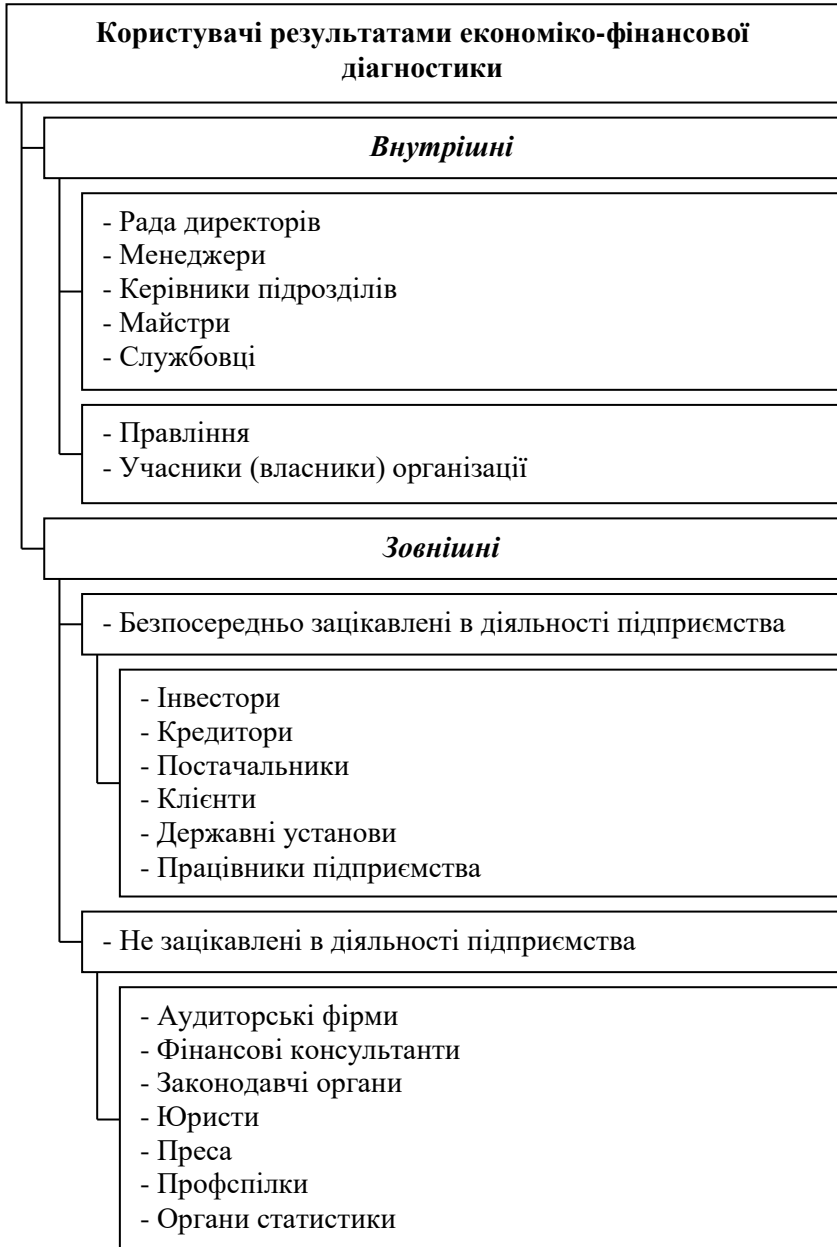 Користувачі результатами економіко-фінансової
діагностики
Внутрішні
- Рада директорів
- Менеджери
- Керівники підрозділів
- Майстри
- Службовці
- Правління
- Учасники (власники) організації
Зовнішні
- Безпосередньо зацікавлені в діяльності підприємства
- Інвестори
- Кредитори
- Постачальники
- Клієнти
- Державні установи
- Працівники підприємства
- Не зацікавлені в діяльності підприємства
- Аудиторські фірми
- Фінансові консультанти
- Законодавчі органи
- Юристи
- Преса
- Профспілки
- Органи статистики